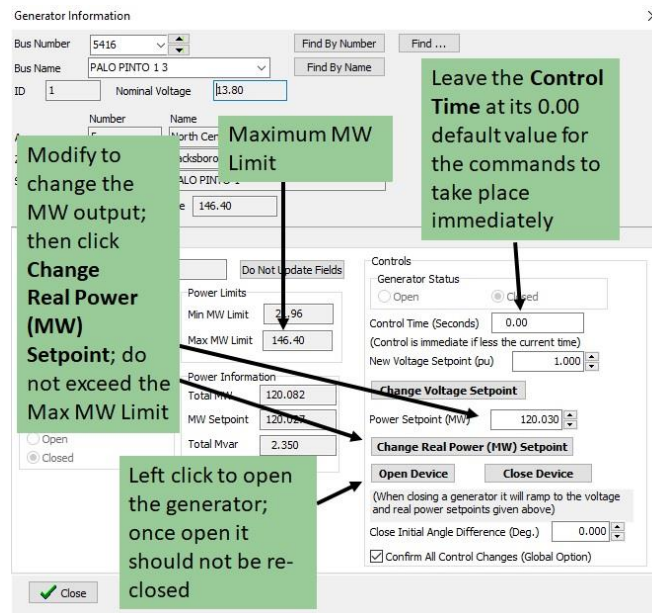 Generator Information
Bus Number 5416 Find By Number Find ...
Bus Name PALO PINTO 1 3 Find By Name
ID 1 Nominal Voltage 13.80
Number Name
North Cen
acksboro
ALO PINTO 1
146.40
Maximum MW
Limit
Leave the Control
Time at its 0.00
default value for
the commands to
take place
immediately
Modify to
change the
MW output;
then click
Change
Real Power
(MW)
Setpoint; do
not exceed the
Max MW Limit
Do Not Update Fields
Power Limits
Min MW Limit
Max MW Limit 146.40
Power Information
Total MW 120.082
MW Setpoint
Total Mvar 2.350
Open
Closed
Controls
Generator Status
Open Closed
Control Time (Seconds) 0.00
(Control is immediate if less the current time)
New Voltage Setpoint (pu) 1.000
Change Voltage Setpoint
Power Setpoint (MW) 120.030
Change Real Power (MW) Setpoint
Open Device Close Device
(When closing a generator it will ramp to the voltage
and real power setpoints given above)
Close Initial Angle Difference (Deg.) 0.000
Confirm All Control Changes (Global Option)
Left click to open
the generator;
once open it
should not be re-
closed
Close